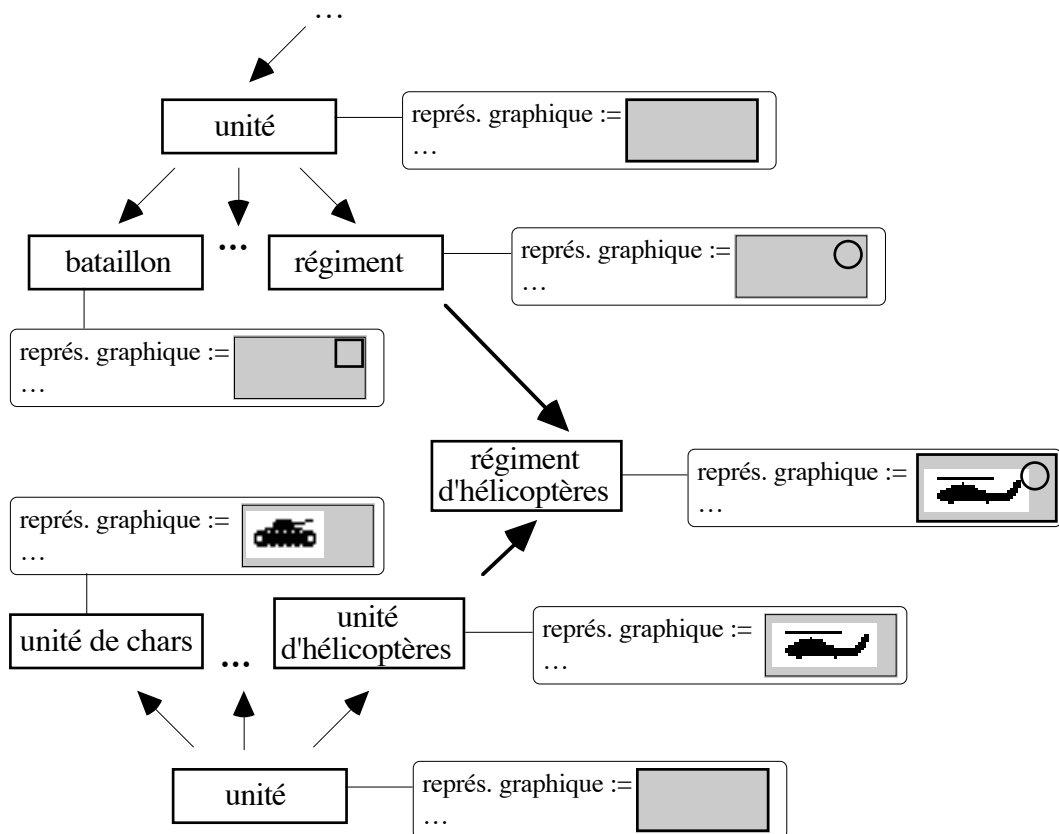 …
unité
représ. graphique :=
…
bataillon
...
régiment
représ. graphique :=
…
représ. graphique :=
…
régiment
d'hélicoptères
représ. graphique :=
…
représ. graphique :=
…
unité de chars
...
unité
d'hélicoptères
représ. graphique :=
…
unité
représ. graphique :=
…